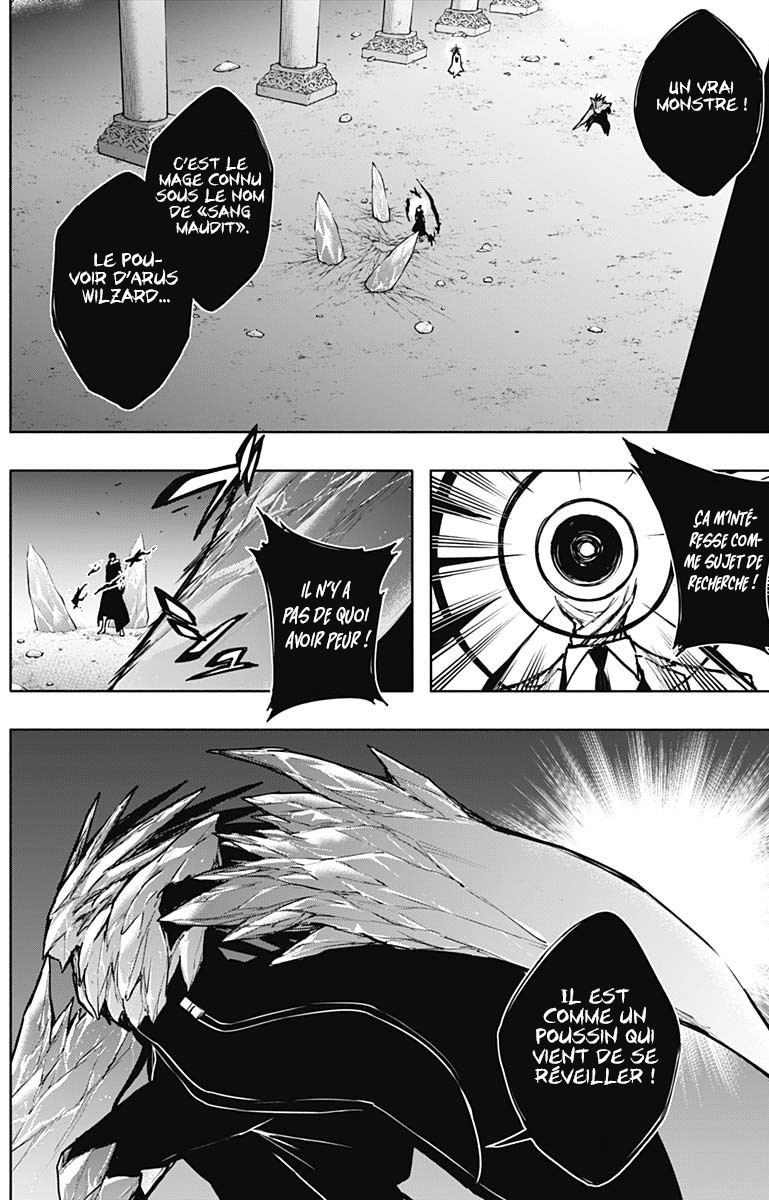 UN VRAI
MONSTRE !
C'EST LE
MAGE CONNU
SOUS LE NOM
DE «SANG
MAUDIT».
LE POU-
VOIR D'ARUS
WILZARD...
ÇA M'INTÉ-
RESSE COM-
ME SUJET DE
RECHERCHE !
IL N'Y A
PAS DE QUOI
AVOIR PEUR !
IL EST
COMME UN
POUSSIN QUI
VIENT DE SE
RÉVEILLER !